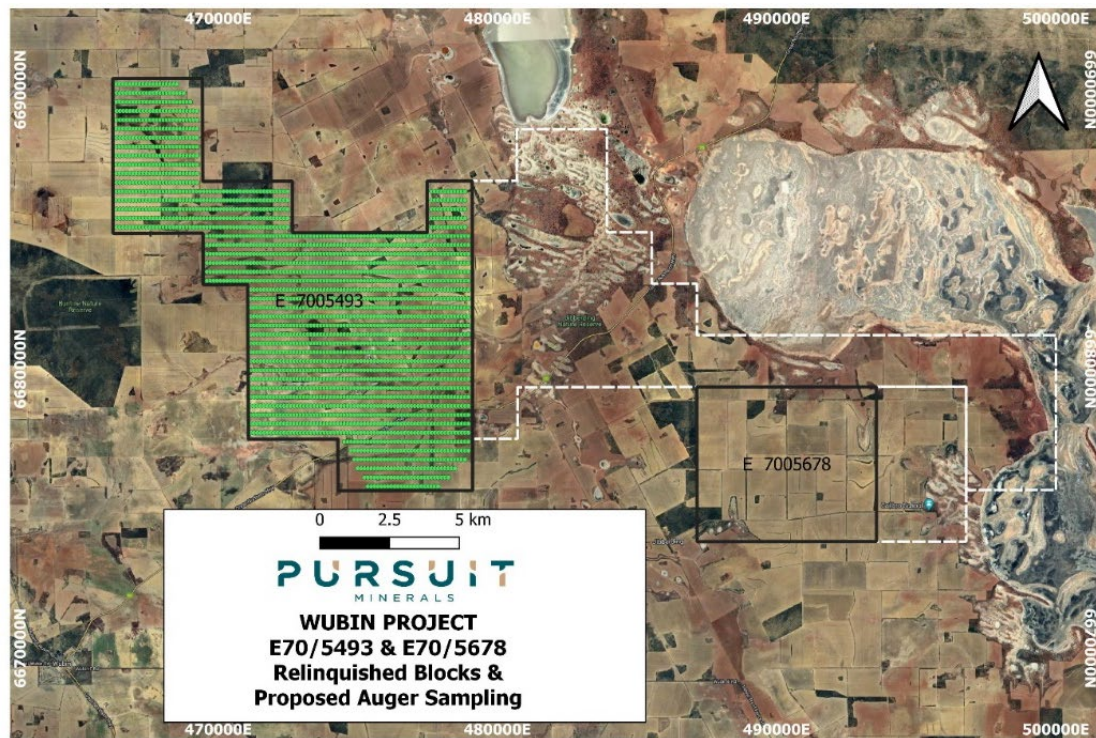 470000E 480000E 490000E 500000E
6690000N
6690000N
E 7005493
6680000N
6680000N
E 7005678
0 2.5 5 km
PURSUIT
MINERALS
WUBIN PROJECT
E70/5493 & E70/5678
Relinquished Blocks &
Proposed Auger Sampling
6670000N
6670000N
470000E 480000E 490000E 500000E